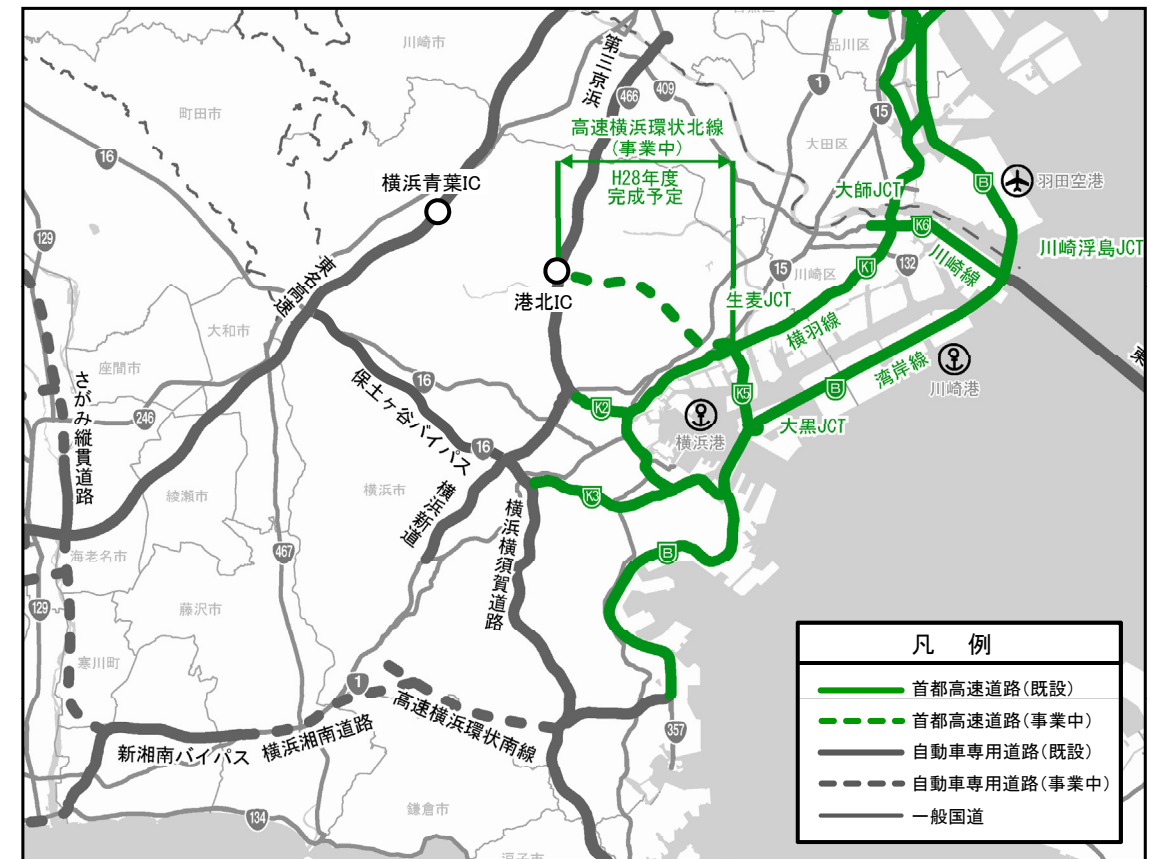 川崎市
第三京浜
品川区
1
町田市
466
409
15
高速横浜環状北線
(事業中)
16
大田区
H28年度
完成予定
横浜青葉IC
大師JCT
B
羽田空港
129
K6
川崎浮島JCT
東名高速
15
川崎区
132
川崎線
K1
港北IC
生麦JCT
大和市
横羽線
座間市
さがみ縦貫道路
保土ヶ谷バイパス
16
湾岸線
川崎港
東
246
K2
K5
B
横浜港
大黒JCT
16
綾瀬市
横浜市
横浜新道
K3
横浜横須賀道路
海老名市
467
B
129
藤沢市
寒川町
1
高速横浜環状南線
357
新湘南バイパス
横浜湘南道路
134
鎌倉市
逗子市
凡 例
首都高速道路(既設)
首都高速道路(事業中)
自動車専用道路(既設)
自動車専用道路(事業中)
一般国道